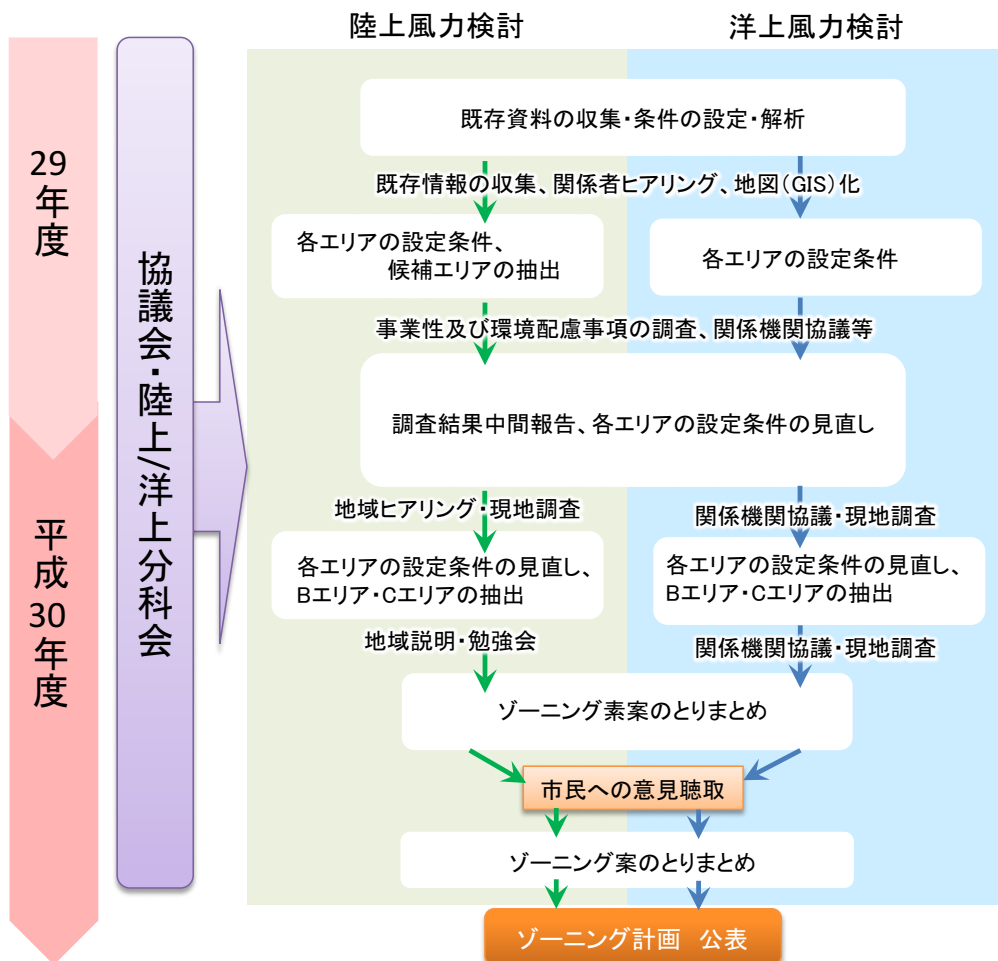 陸上風力検討
洋上風力検討
29年度
平成30年度
協議会・陸上/洋上分科会
既存資料の収集・条件の設定・解析
既存情報の収集、関係者ヒアリング、地図(GIS)化
各エリアの設定条件、
候補エリアの抽出
各エリアの設定条件
事業性及び環境配慮事項の調査、関係機関協議等
調査結果中間報告、各エリアの設定条件の見直し
地域ヒアリング・現地調査
関係機関協議・現地調査
各エリアの設定条件の見直し、
Bエリア・Cエリアの抽出
各エリアの設定条件の見直し、
Bエリア・Cエリアの抽出
地域説明・勉強会
関係機関協議・現地調査
ゾーニング素案のとりまとめ
市民への意見聴取
ゾーニング案のとりまとめ
ゾーニング計画 公表